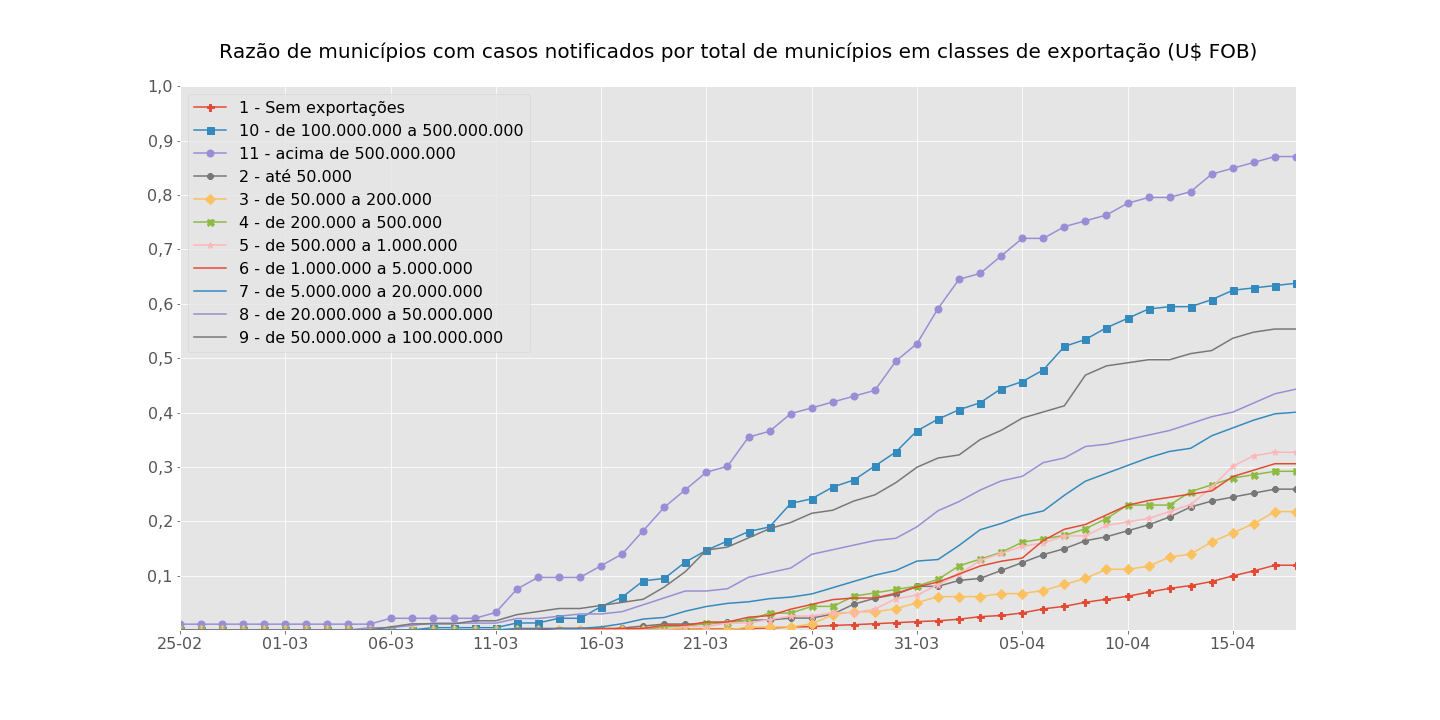 Razão de municípios com casos notificados por total de municípios em classes de exportação (U$ FOB)
1,0
0,9
0,8
0,7
0,6
0,5
0,4
0,3
0,2
0,1
1 - Sem exportações
10 - de 100.000.000 a 500.000.000
11 - acima de 500.000.000
2 - até 50.000
3 - de 50.000 a 200.000
4 - de 200.000 a 500.000
5 - de 500.000 a 1.000.000
6 - de 1.000.000 a 5.000.000
7 - de 5.000.000 a 20.000.000
8 - de 20.000.000 a 50.000.000
9 - de 50.000.000 a 100.000.000
25-02 01-03 06-03 11-03 16-03 21-03 26-03 31-03 05-04 10-04 15-04